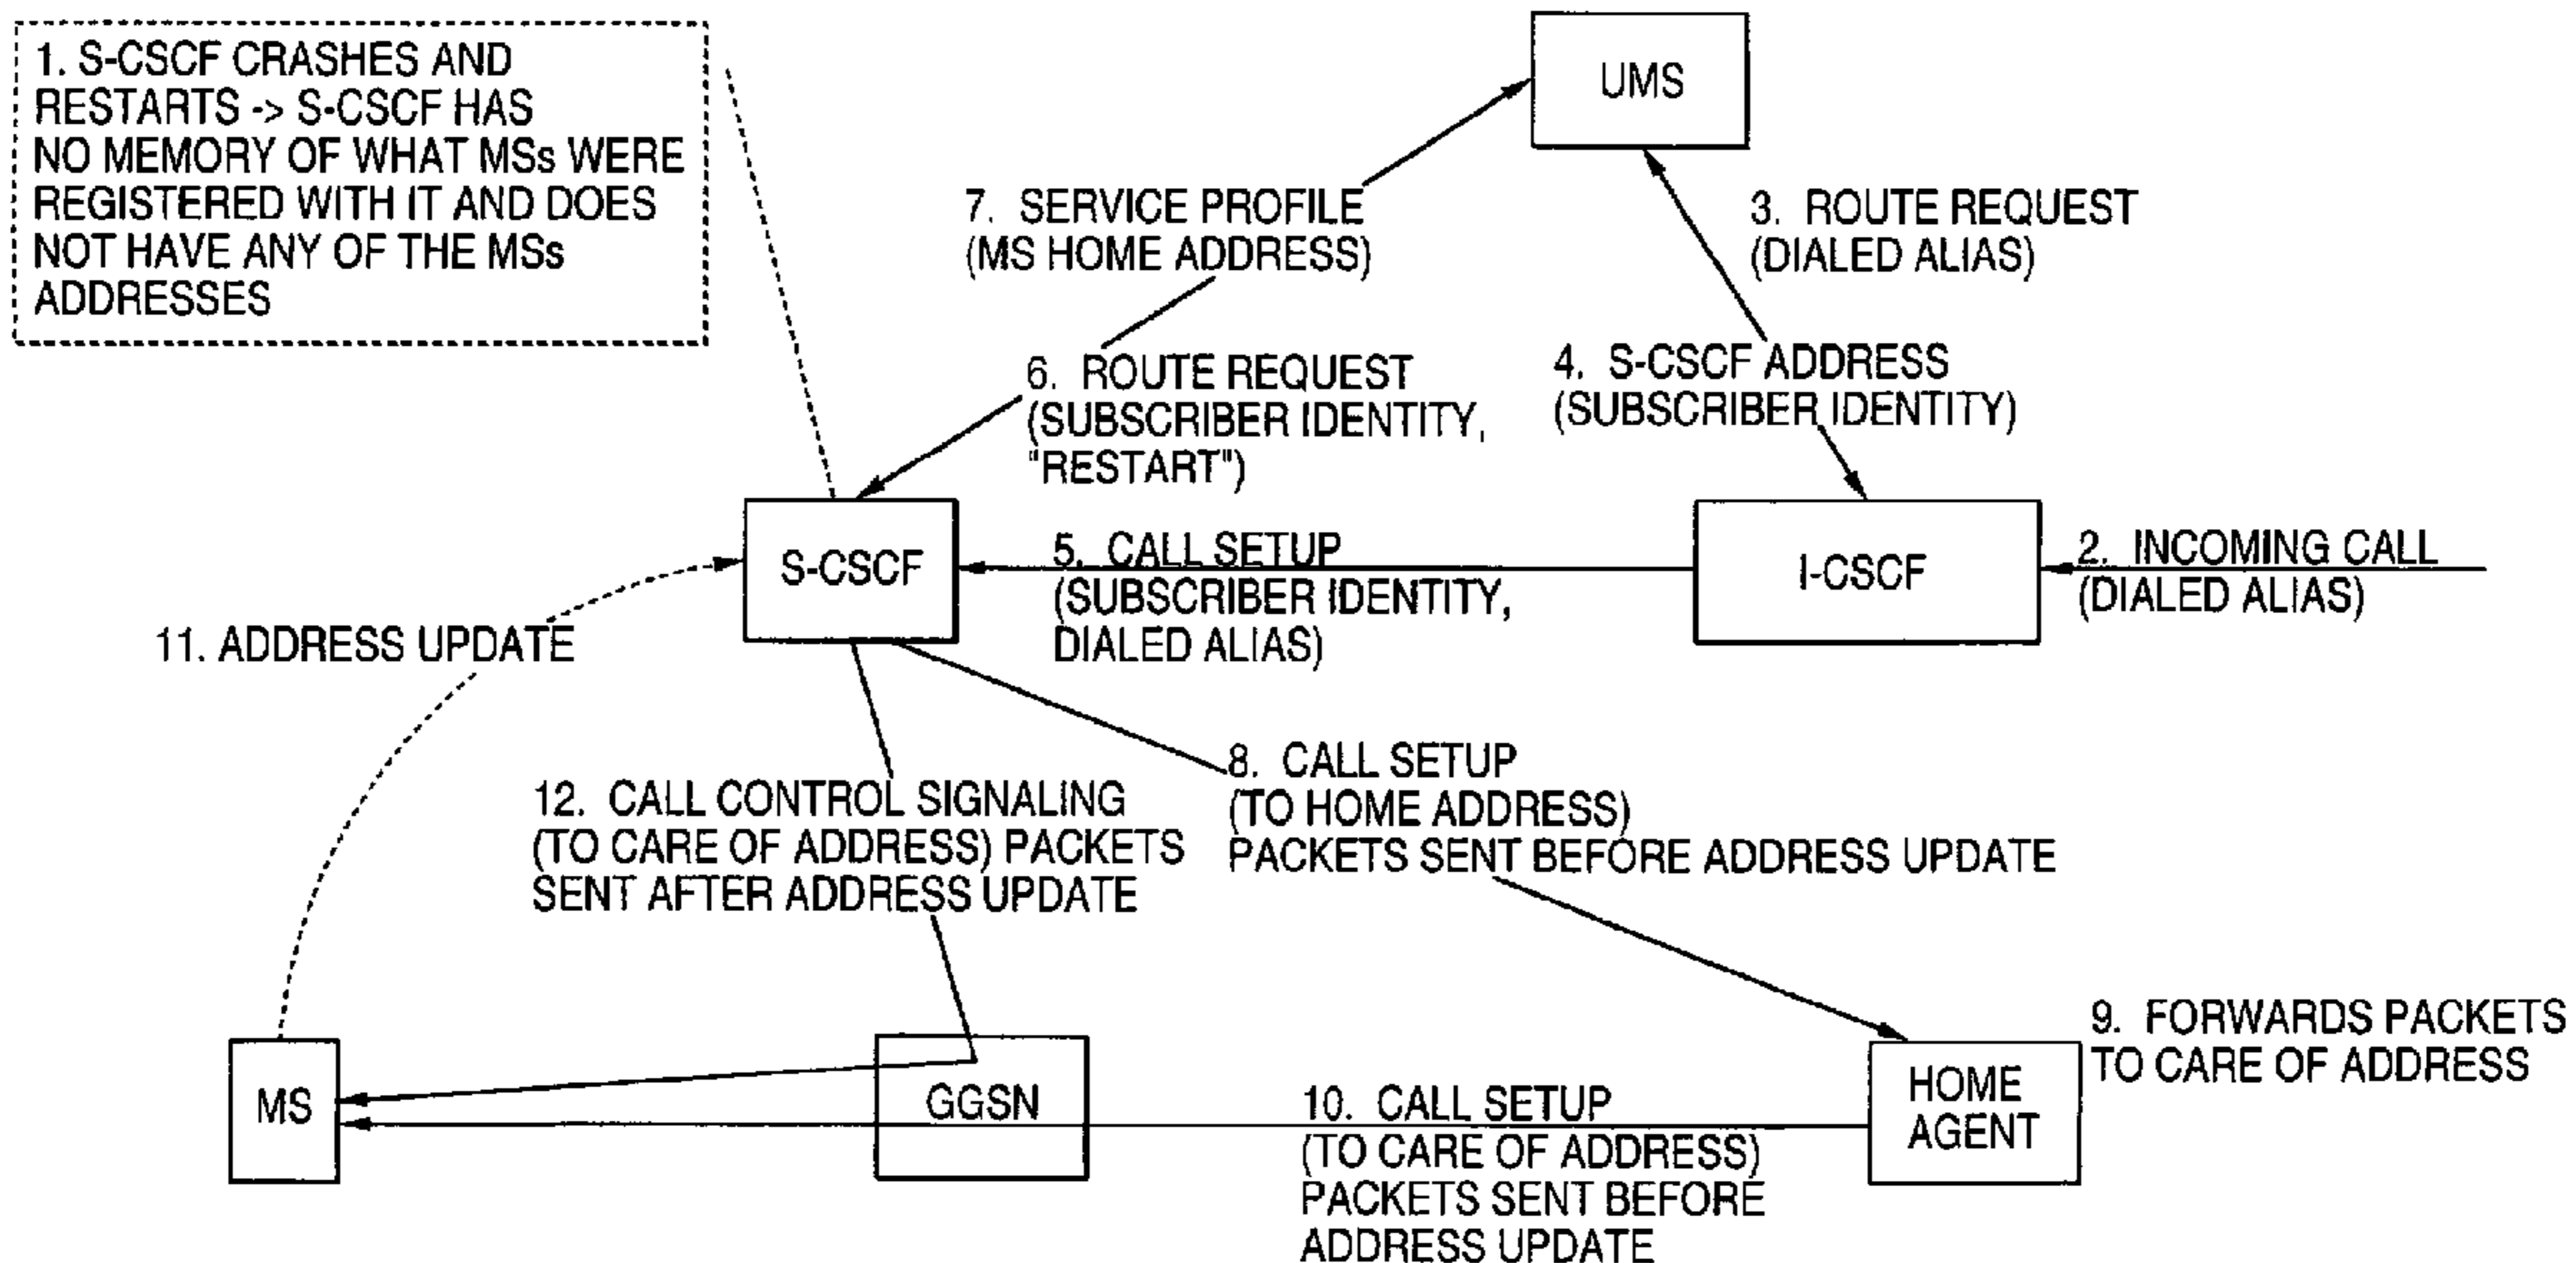 1. S-CSCF CRASHES AND
RESTARTS -> S-CSCF HAS
NO MEMORY OF WHAT MSs WERE
REGISTERED WITH IT AND DOES
NOT HAVE ANY OF THE MSs
ADDRESSES
UMS
7. SERVICE PROFILE
(MS HOME ADDRESS)
3. ROUTE REQUEST
(DIALED ALIAS)
6. ROUTE REQUEST
(SUBSCRIBER IDENTITY,
"RESTART")
4. S-CSCF ADDRESS
(SUBSCRIBER IDENTITY)
S-CSCF
5. CALL SETUP
(SUBSCRIBER IDENTITY,
DIALED ALIAS)
I-CSCF
2. INCOMING CALL
(DIALED ALIAS)
11. ADDRESS UPDATE
12. CALL CONTROL SIGNALING
(TO CARE OF ADDRESS) PACKETS
SENT AFTER ADDRESS UPDATE
8. CALL SETUP
(TO HOME ADDRESS)
PACKETS SENT BEFORE ADDRESS UPDATE
9. FORWARDS PACKETS
TO CARE OF ADDRESS
MS
GGSN
10. CALL SETUP
(TO CARE OF ADDRESS)
PACKETS SENT BEFORE
ADDRESS UPDATE
HOME
AGENT